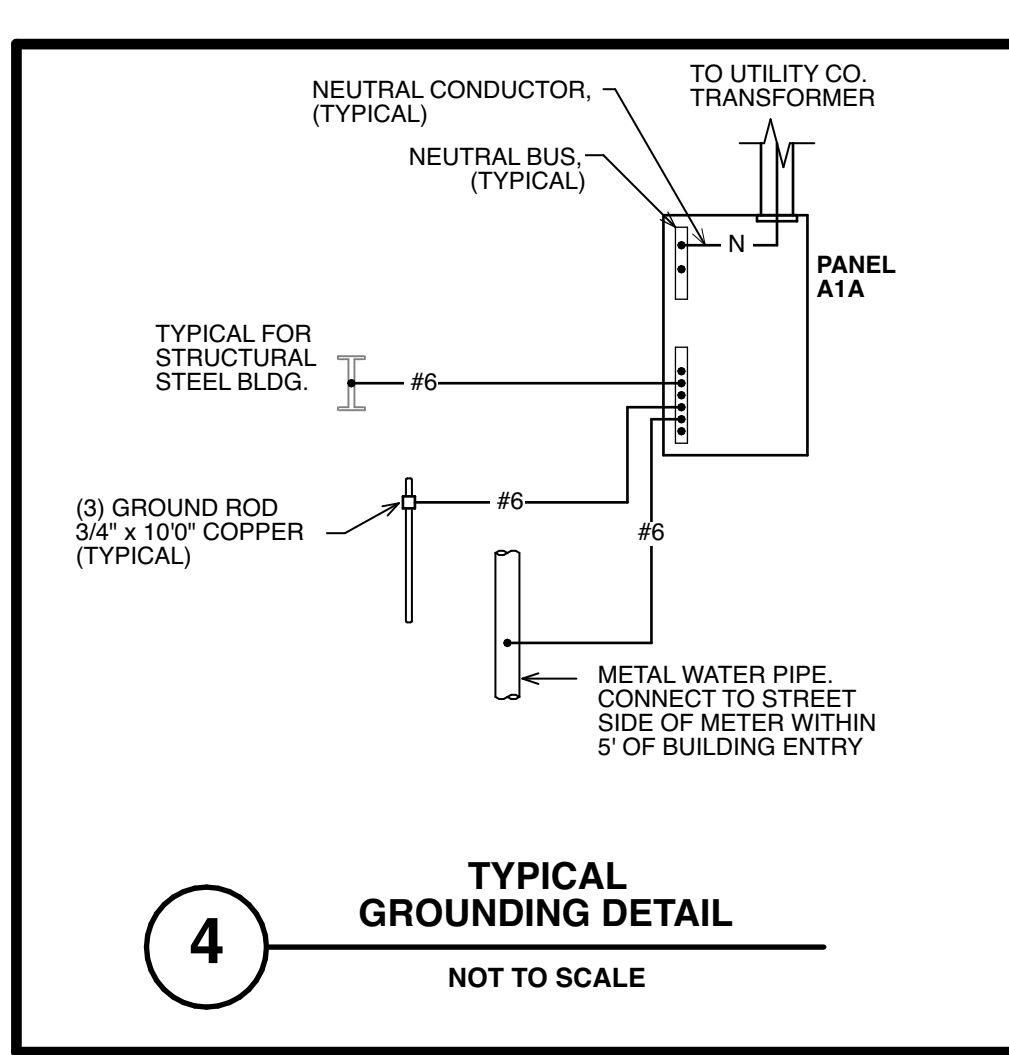 NEUTRAL CONDUCTOR,
(TYPICAL)
TO UTILITY CO.
TRANSFORMER
NEUTRAL BUS,
(TYPICAL)
N
PANEL
A1A
TYPICAL FOR
STRUCTURAL
STEEL BLDG.
#6
(3) GROUND ROD
3/4" x 10'0" COPPER
(TYPICAL)
#6
#6
METAL WATER PIPE.
CONNECT TO STREET
SIDE OF METER WITHIN
5' OF BUILDING ENTRY
4
TYPICAL
GROUNDING DETAIL
NOT TO SCALE